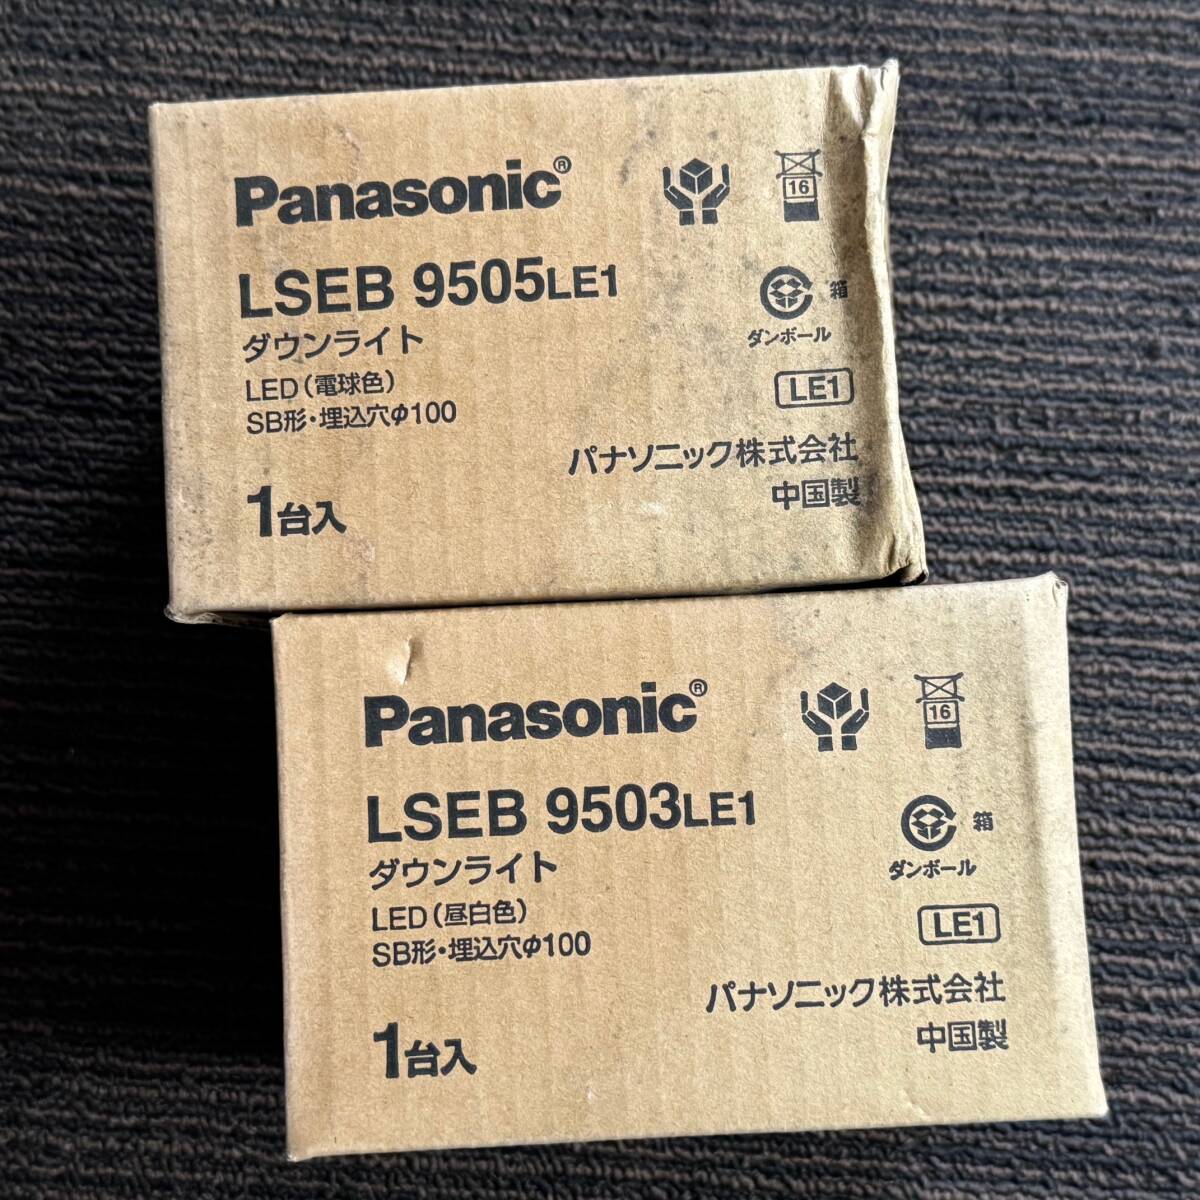 Panasonic®
16
LSEB 9505LE1
箱
ダンボール
ダウンライト
LED(電球色)
LE1
SB形・埋込穴φ100
パナソニック株式会社
中国製
1台入
Panasonic®
16
LSEB 9503LE1
箱
ダンボール
ダウンライト
LED(昼白色)
LE1
SB形・埋込穴φ100
パナソニック株式会社
中国製
1台入